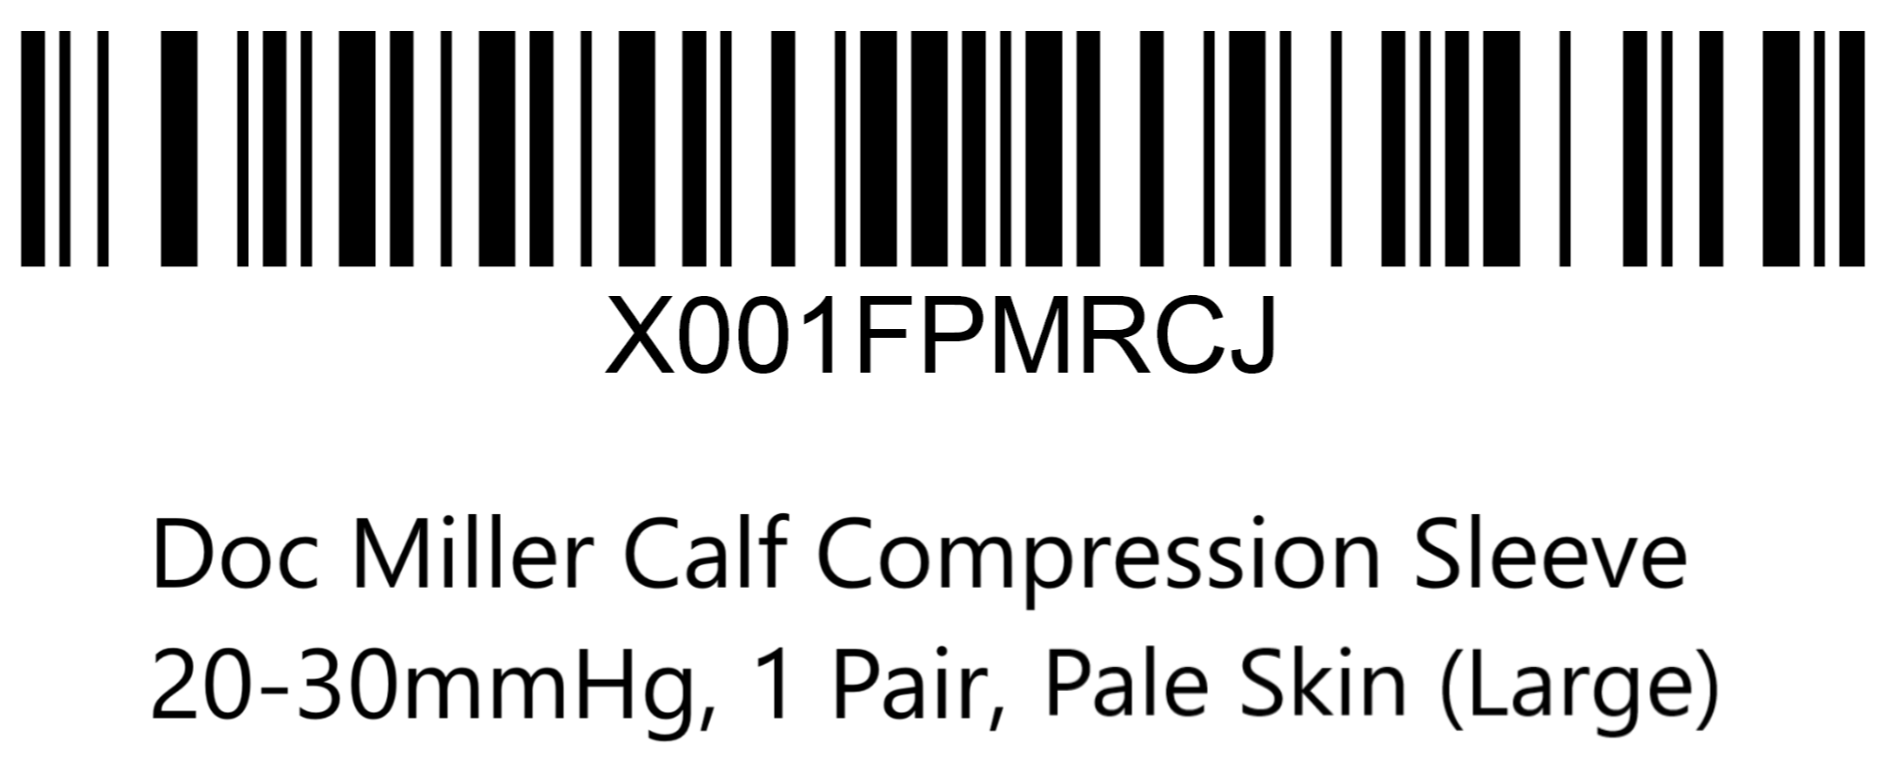 X001FPMRCJ
Doc Miller Calf Compression Sleeve
20-30mmHg, 1 Pair, Pale Skin (Large)